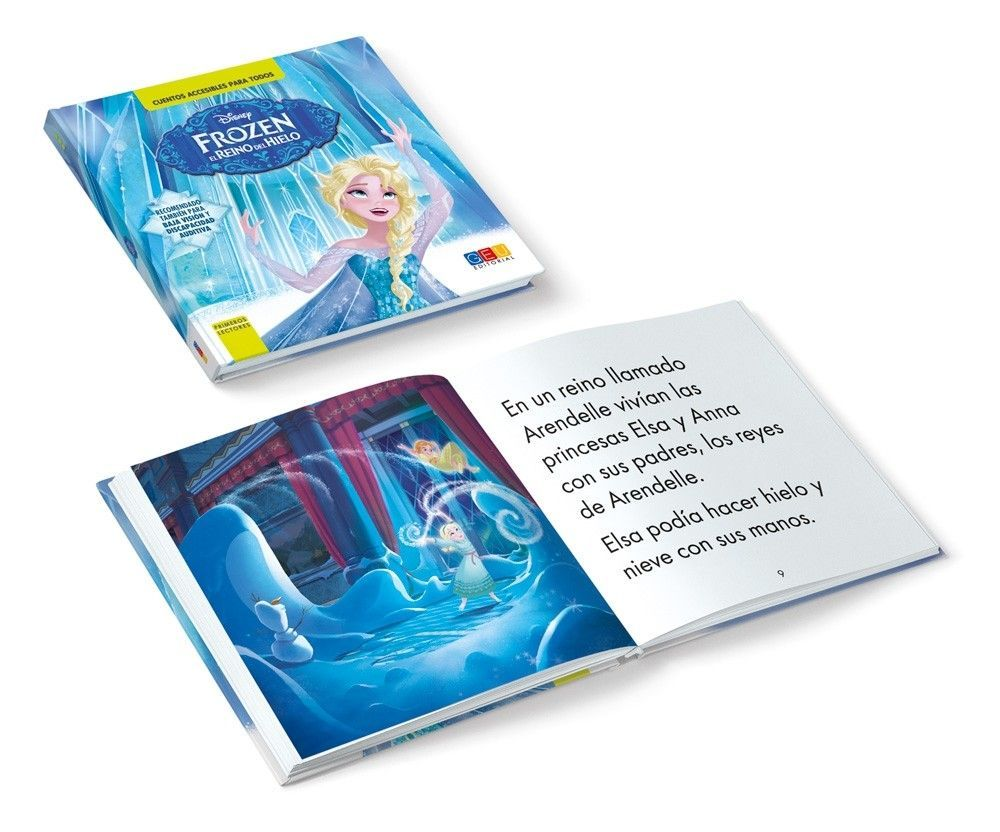 CUENTOS ACCESIBLES PARA TODOS
Disney
FROZEN
EL REINO DEL HIELO
RECOMENDADO
TAMBIÉN PARA
BAJA VISIÓN Y
DISCAPACIDAD
AUDITIVA
GEU
EDITORIAL
PRIMEROS
LECTORES
GEU
En un reino llamado
Arendelle vivían las
princesas Elsa y Anna
con sus padres, los reyes
de Arendelle.
Elsa podía hacer hielo y
nieve con sus manos.
9